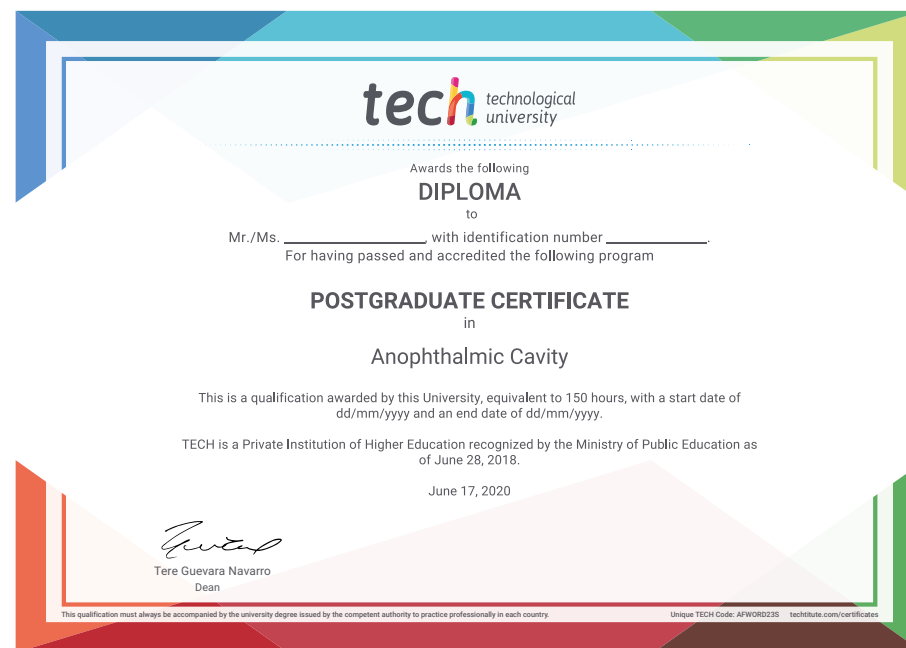 tech technological
university
Awards the following
DIPLOMA
to
Mr./Ms. ____________, with identification number ____________.
For having passed and accredited the following program
POSTGRADUATE CERTIFICATE
in
Anophthalmic Cavity
This is a qualification awarded by this University, equivalent to 150 hours, with a start date of
dd/mm/yyyy and an end date of dd/mm/yyyy.
TECH is a Private Institution of Higher Education recognized by the Ministry of Public Education as
of June 28, 2018.
June 17, 2020
Tere Guevara Navarro
Dean
This qualification must always be accompanied by the university degree issued by the competent authority to practice professionally in each country. Unique TECH Code: AFWORD23S techtitute.com/certificates